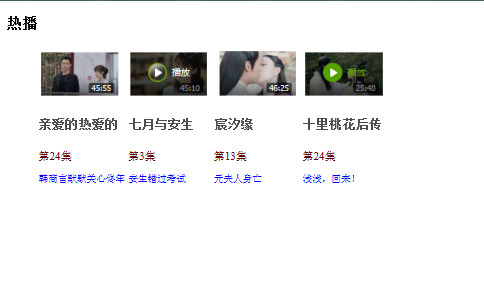 热播
45:55
播放
45:10
46:25
播放
25:48
亲爱的热爱的
七月与安生
宸汐缘
十里桃花后传
第24集
第3集
第13集
第24集
韩商言默默关心佟年
安生错过考试
元夫人身亡
浅浅，回来！